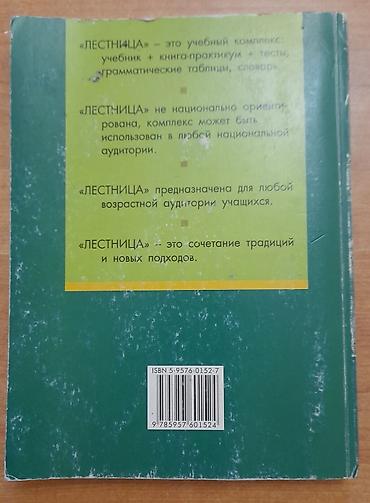 «ЛЕСТНИЦА» – это учебный комплекс:
учебник + книга-практикум + тесты,
грамматические таблицы, словарь
«ЛЕСТНИЦА» не национально ориенти-
рована, комплекс может быть
использован в любой национальной
аудитории.
«ЛЕСТНИЦА» предназначена для любой
возрастной аудитории учащихся.
«ЛЕСТНИЦА» – это сочетание традиций
и новых подходов.
ISBN 5-9576-0152-7
9 785957 601524